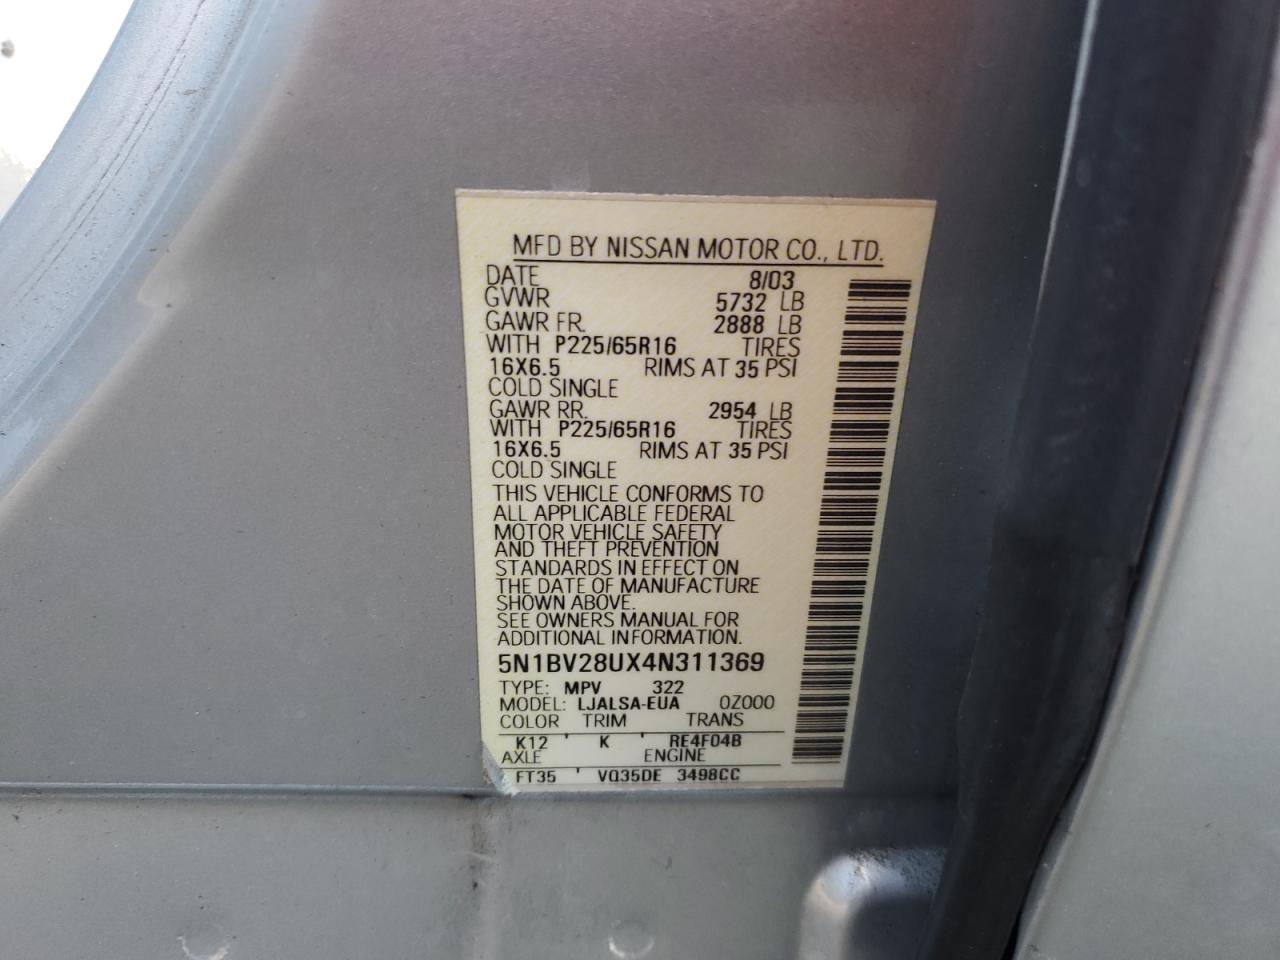 MFD BY NISSAN MOTOR CO., LTD.
DATE 8/03
GVWR 5732 LB
GAWR FR. 2888 LB
WITH P225/65R16 TIRES
16X6.5 RIMS AT 35 PSI
COLD SINGLE
GAWR RR. 2954 LB
WITH P225/65R16 TIRES
16X6.5 RIMS AT 35 PSI
COLD SINGLE
THIS VEHICLE CONFORMS TO
ALL APPLICABLE FEDERAL
MOTOR VEHICLE SAFETY
AND THEFT PREVENTION
STANDARDS IN EFFECT ON
THE DATE OF MANUFACTURE
SHOWN ABOVE.
SEE OWNERS MANUAL FOR
ADDITIONAL INFORMATION.
5N1BV28UX4N311369
TYPE: MPV 322
MODEL: LJALSA-EUA 0Z000
COLOR TRIM TRANS
K12 ' K ' RE4F04B
AXLE ENGINE
FT35 ' VQ35DE 3498CC